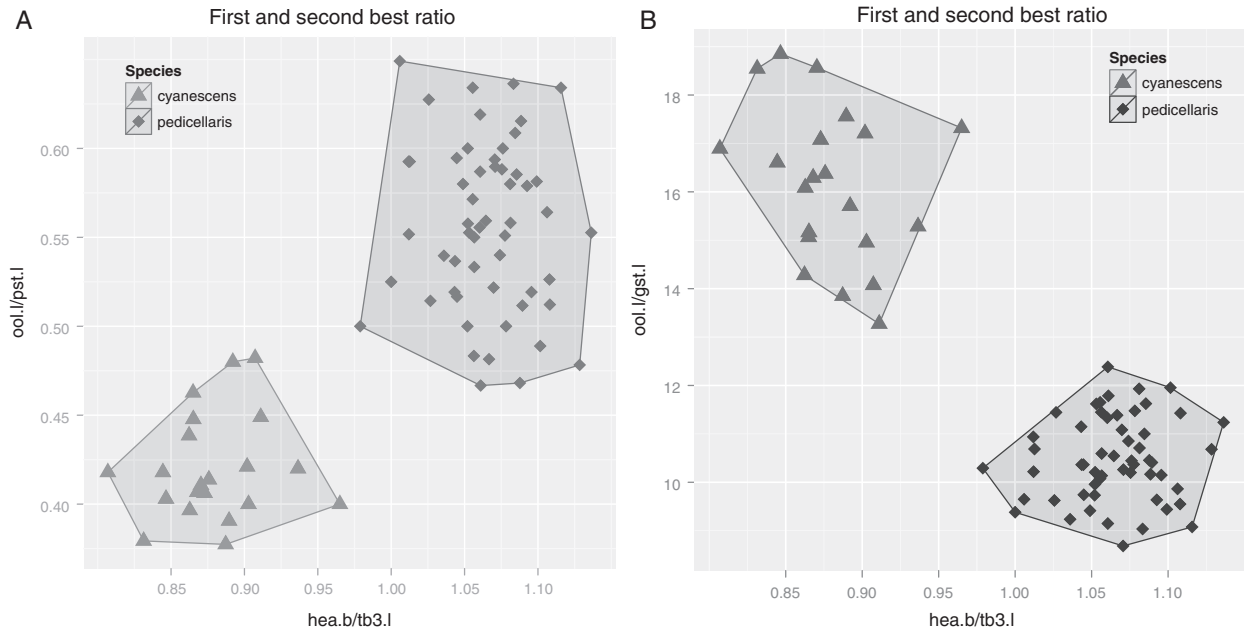 A
First and second best ratio
Species
cyanescens
pedicellaris
0.60
0.55
0.50
0.45
0.40
ool.l/pst.l
0.85 0.90 0.95 1.00 1.05 1.10
hea.b/tb3.l
B
First and second best ratio
Species
cyanescens
pedicellaris
18
16
14
12
10
ool.l/gst.l
0.85 0.90 0.95 1.00 1.05 1.10
hea.b/tb3.l